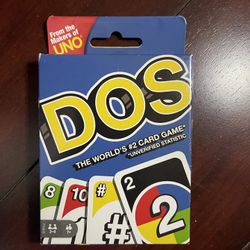 From the
Makers of
UNO
DOS
THE WORLD'S #2 CARD GAME*
*UNVERIFIED STATISTIC
8
10
#
2
#
2